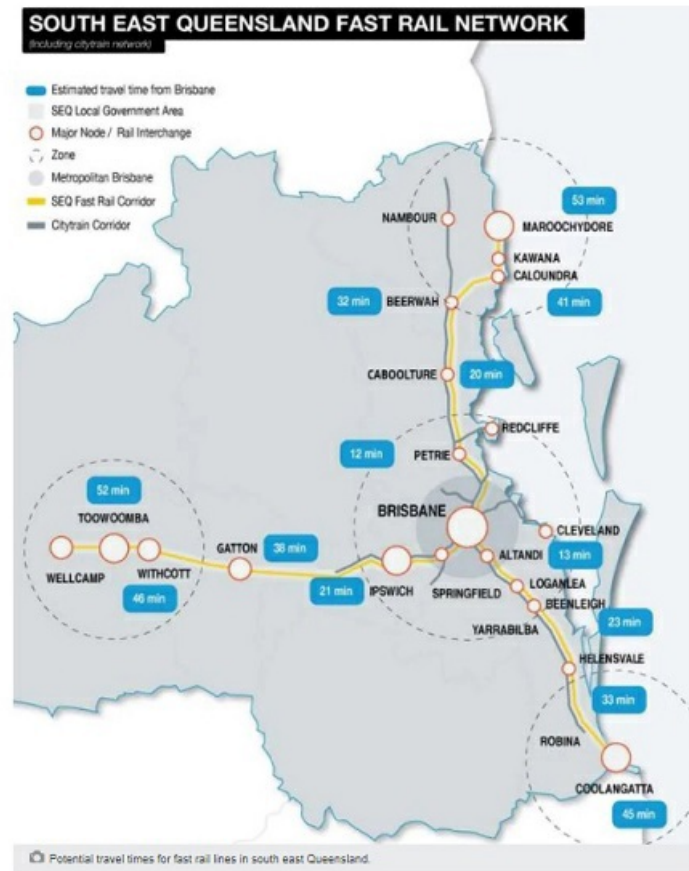 SOUTH EAST QUEENSLAND FAST RAIL NETWORK
(including citytrain network)
Estimated travel time from Brisbane
SEQ Local Government Area
Major Node / Rail Interchange
Zone
Metropolitan Brisbane
SEQ Fast Rail Corridor
Citytrain Corridor
53 min
NAMBOUR
MAROOCHYDORE
KAWANA
CALOUNDRA
32 min
BEERWAH
41 min
CABOOLTURE
20 min
REDCLIFFE
12 min
PETRIE
52 min
TOOWOOMBA
BRISBANE
CLEVELAND
GATTON
38 min
ALTANDI
13 min
WELLCAMP
WITHCOTT
46 min
21 min
IPSWICH
SPRINGFIELD
LOGANLEA
BEENLEIGH
YARRABILBA
23 min
HELENSVALE
33 min
ROBINA
COOLANGATTA
45 min
Potential travel times for fast rail lines in south east Queensland.